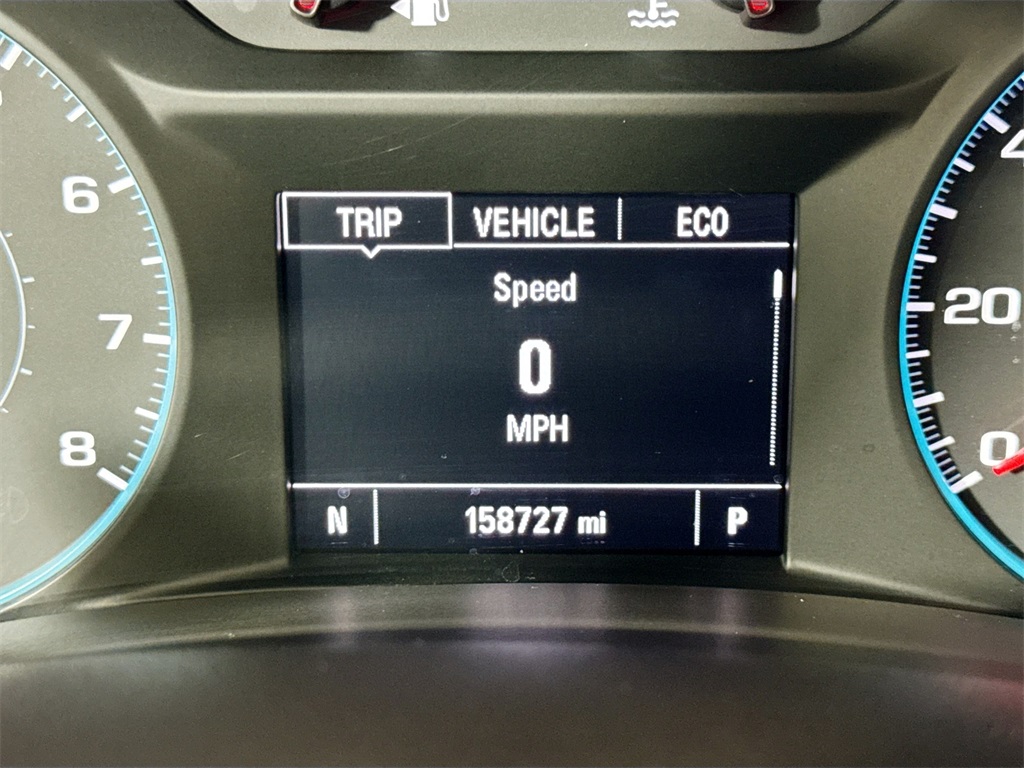 TRIP VEHICLE ECO
Speed
0
MPH
N 158727 mi P
6
7
8
20
0